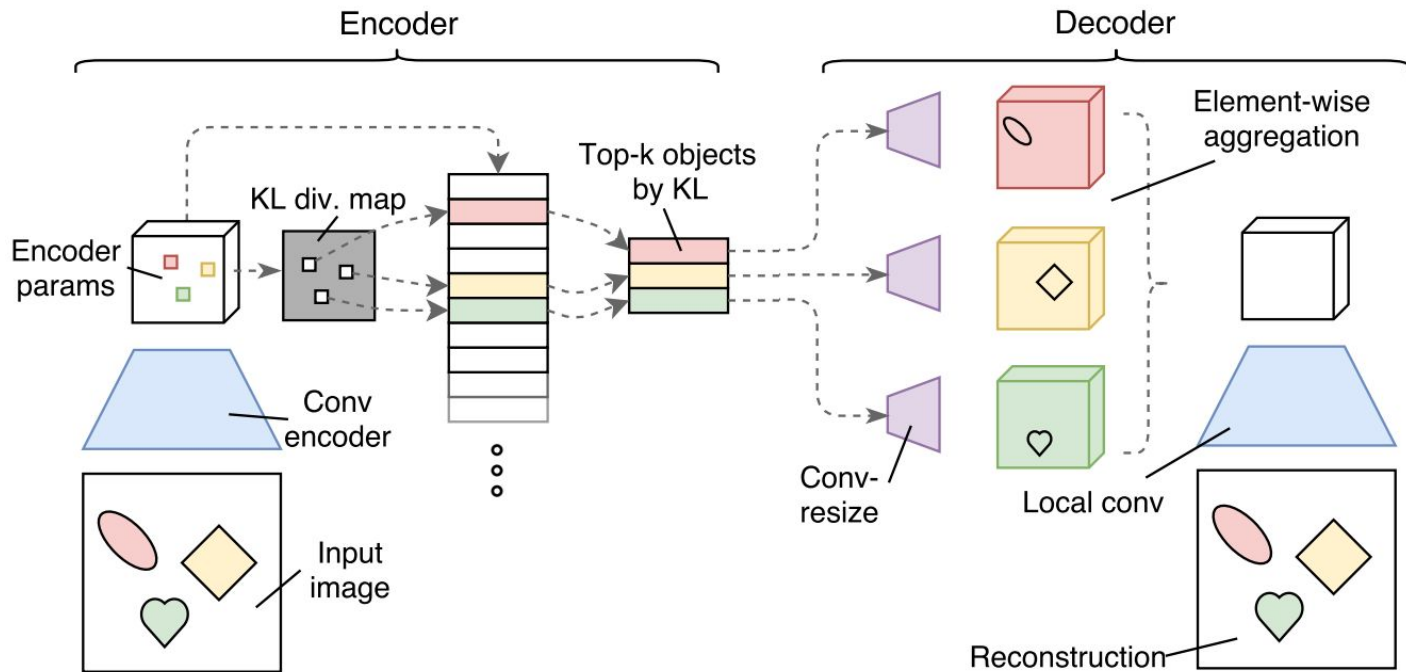 Encoder
Decoder
Element-wise
aggregation
Top-k objects
by KL
KL div. map
Encoder
params
Conv
encoder
Conv-
resize
Local conv
Input
image
Reconstruction